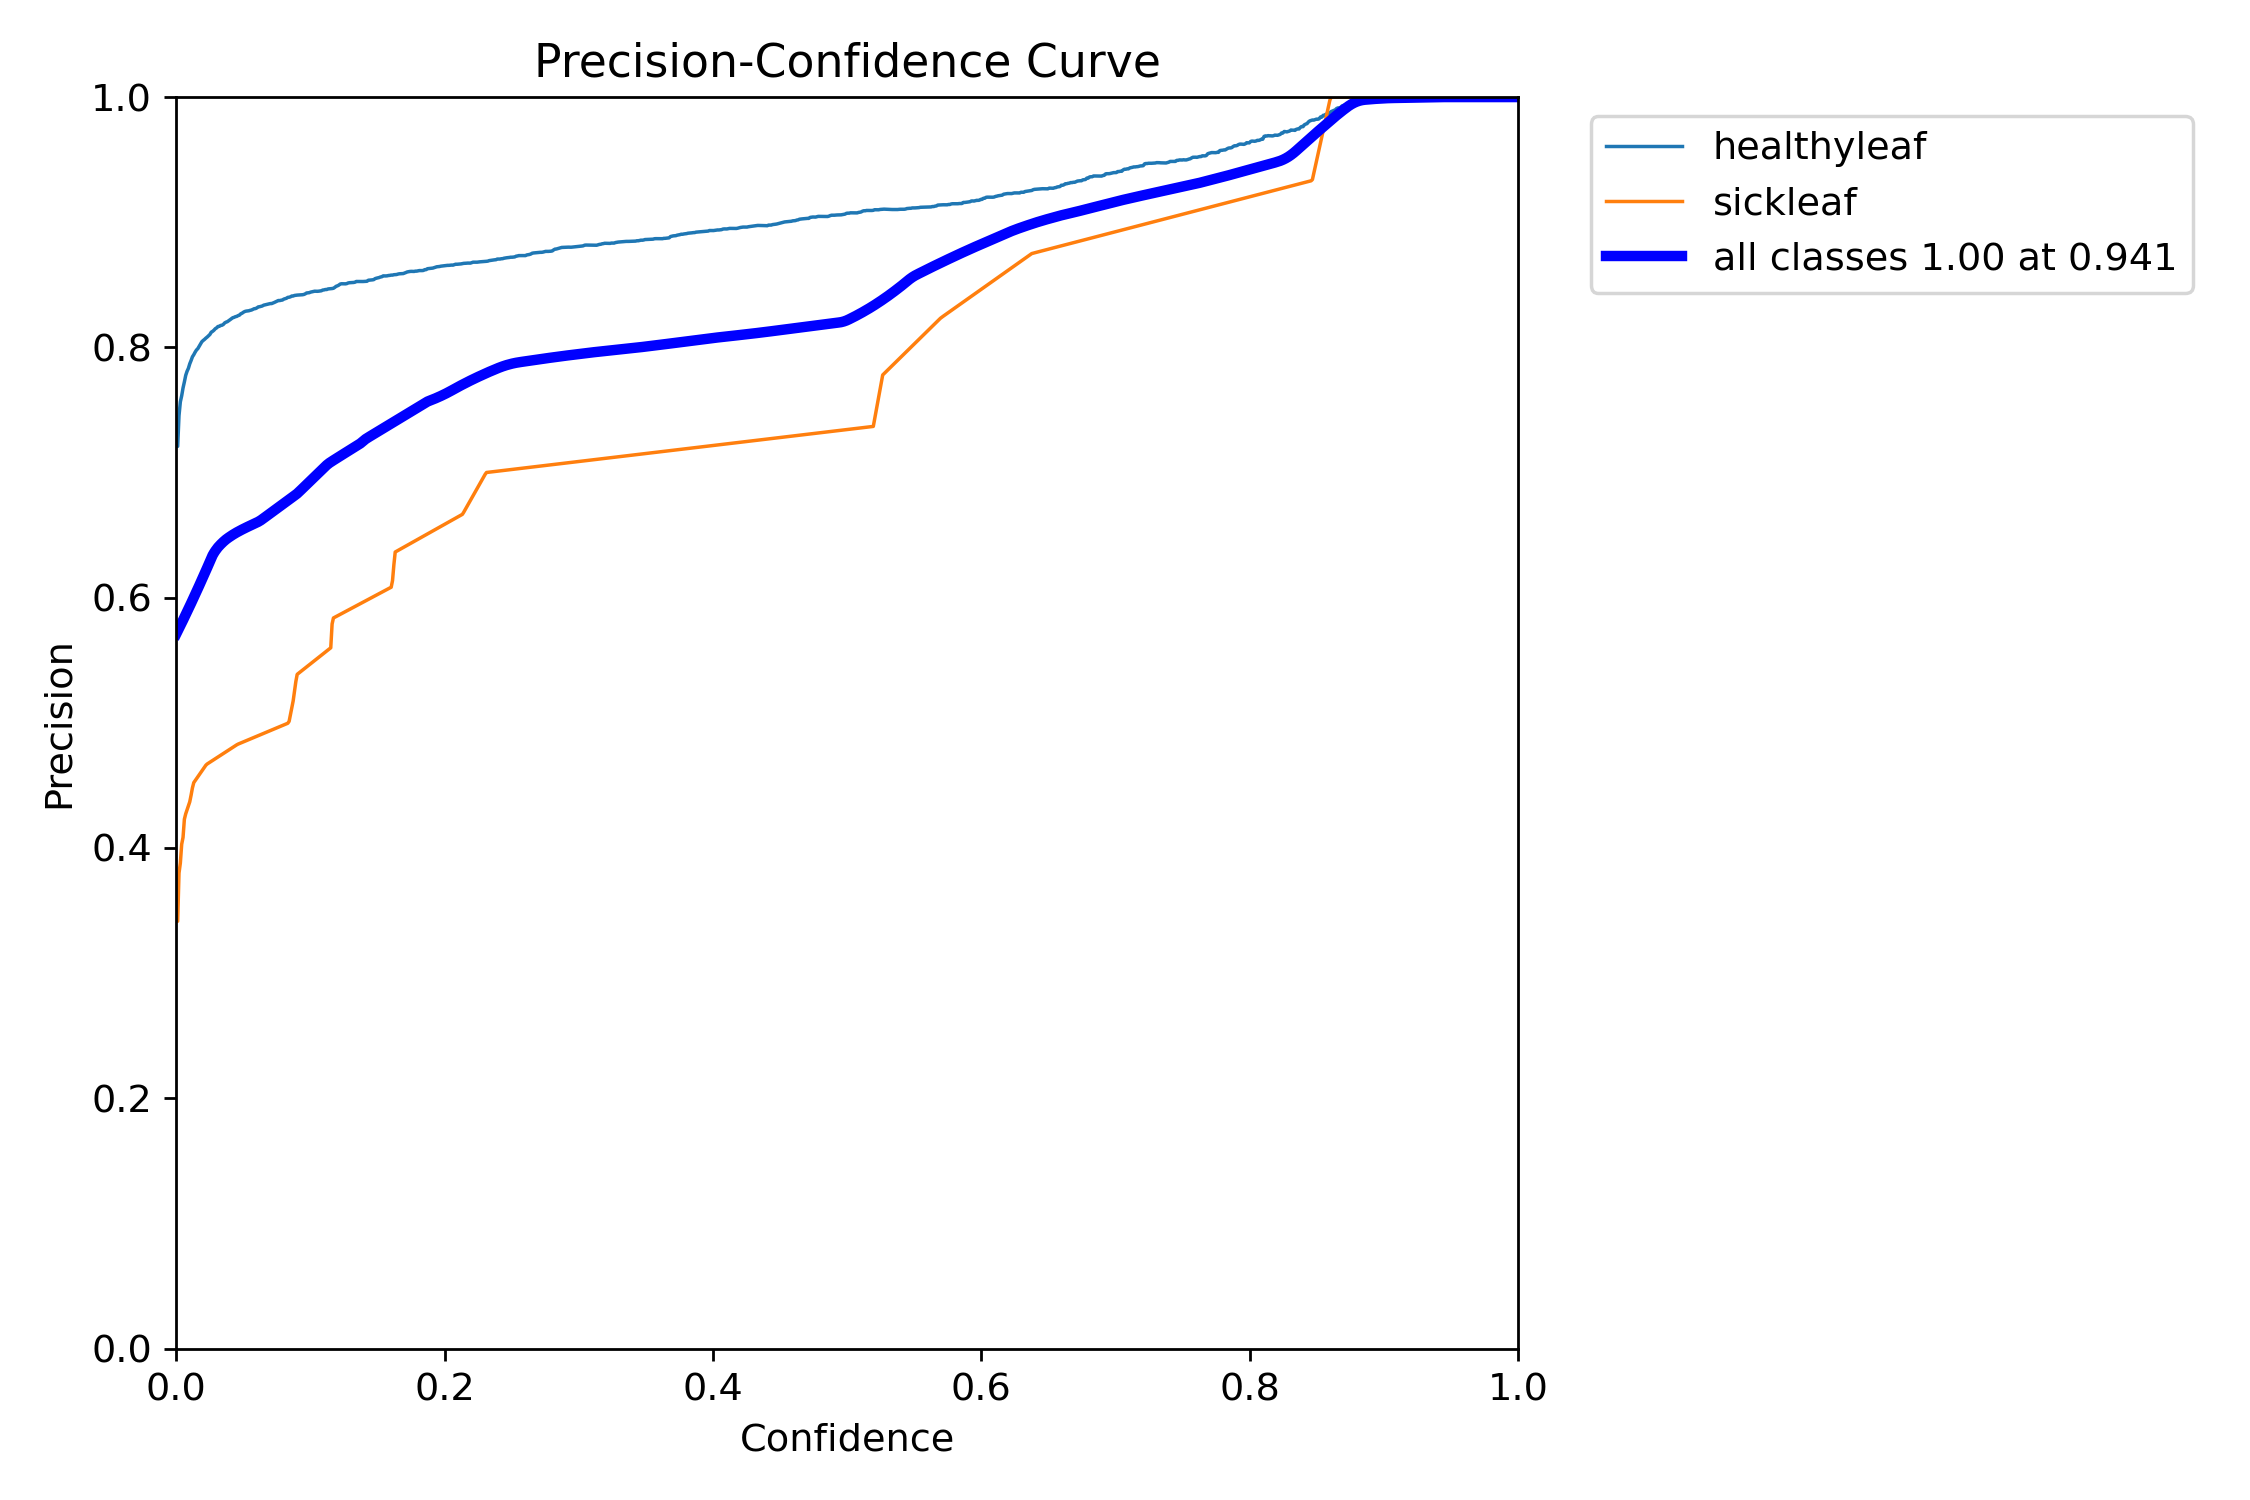 Precision-Confidence Curve
1.0
0.8
0.6
0.4
0.2
0.0
Precision
0.0 0.2 0.4 0.6 0.8 1.0
Confidence
healthyleaf
sickleaf
all classes 1.00 at 0.941